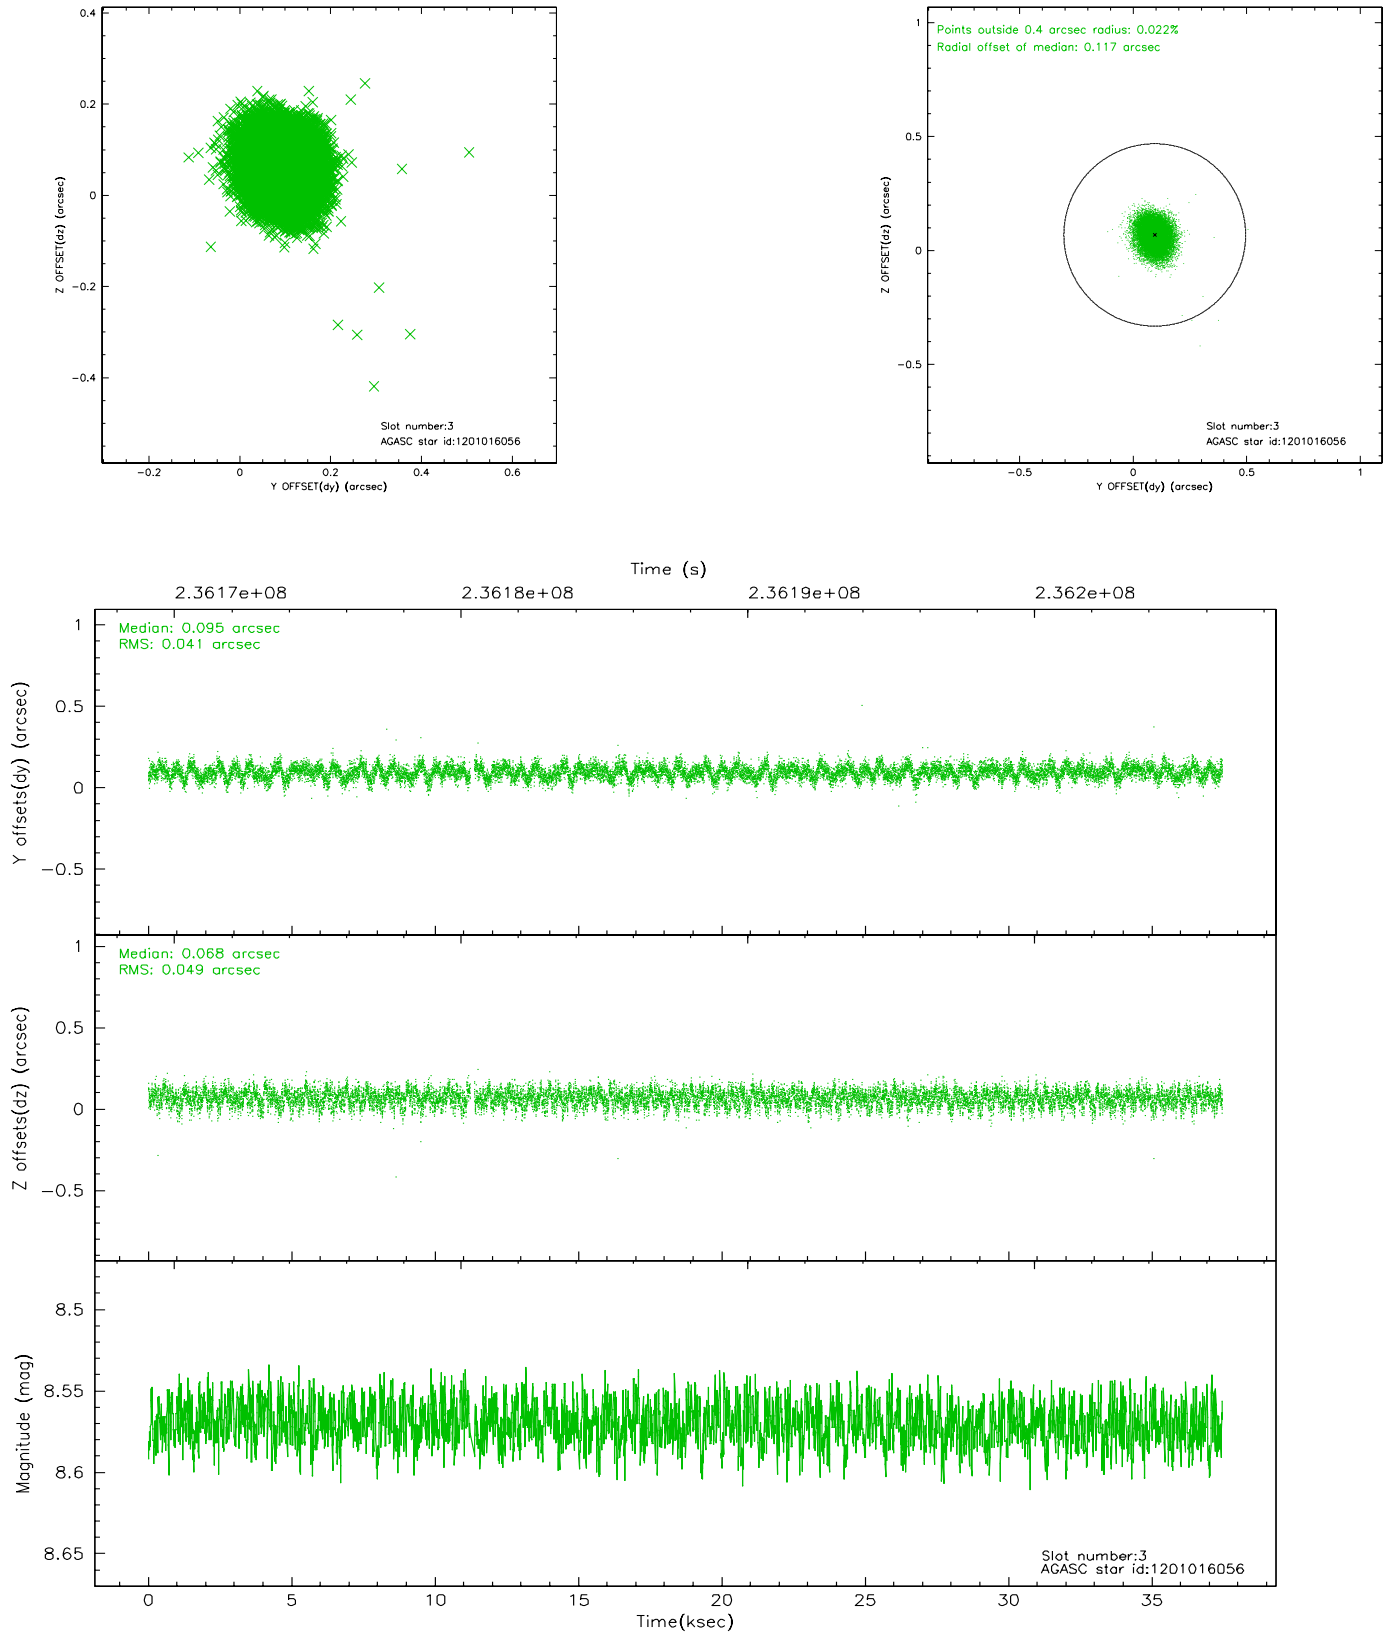 0.4
0.2
0
−0.2
−0.4
Z OFFSET(dz) (arcsec)
Slot number:3
AGASC star id:1201016056
−0.2
0
0.2
0.4
0.6
Y OFFSET(dy) (arcsec)
Points outside 0.4 arcsec radius: 0.022%
Radial offset of median: 0.117 arcsec
1
0.5
0
−0.5
Z OFFSET(dz) (arcsec)
Slot number:3
AGASC star id:1201016056
−0.5
0
0.5
1
Y OFFSET(dy) (arcsec)
Time (s)
2.3617e+08
2.3618e+08
2.3619e+08
2.362e+08
Median: 0.095 arcsec
RMS: 0.041 arcsec
1
0.5
0
−0.5
Y offsets(dy) (arcsec)
Median: 0.068 arcsec
RMS: 0.049 arcsec
1
0.5
0
−0.5
Z offsets(dz) (arcsec)
8.5
8.55
8.6
8.65
Magnitude (mag)
Slot number:3
AGASC star id:1201016056
0
5
10
15
20
25
30
35
Time(ksec)